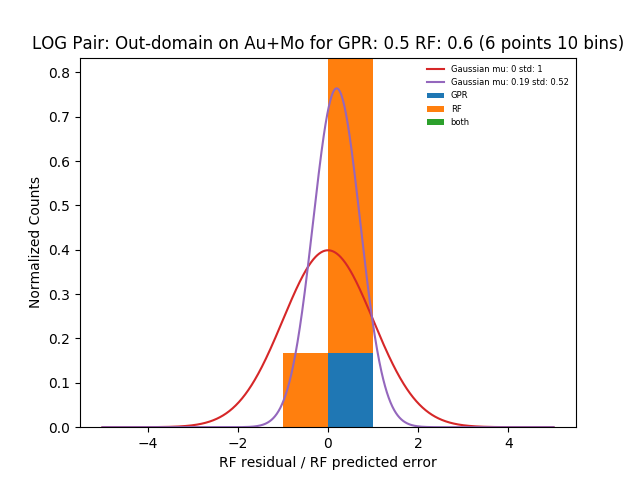 LOG Pair: Out-domain on Au+Mo for GPR: 0.5 RF: 0.6 (6 points 10 bins)
Gaussian mu: 0 std: 1
Gaussian mu: 0.19 std: 0.52
GPR
RF
both
Normalized Counts
0.8
0.7
0.6
0.5
0.4
0.3
0.2
0.1
0.0
−4 −2 0 2 4
RF residual / RF predicted error